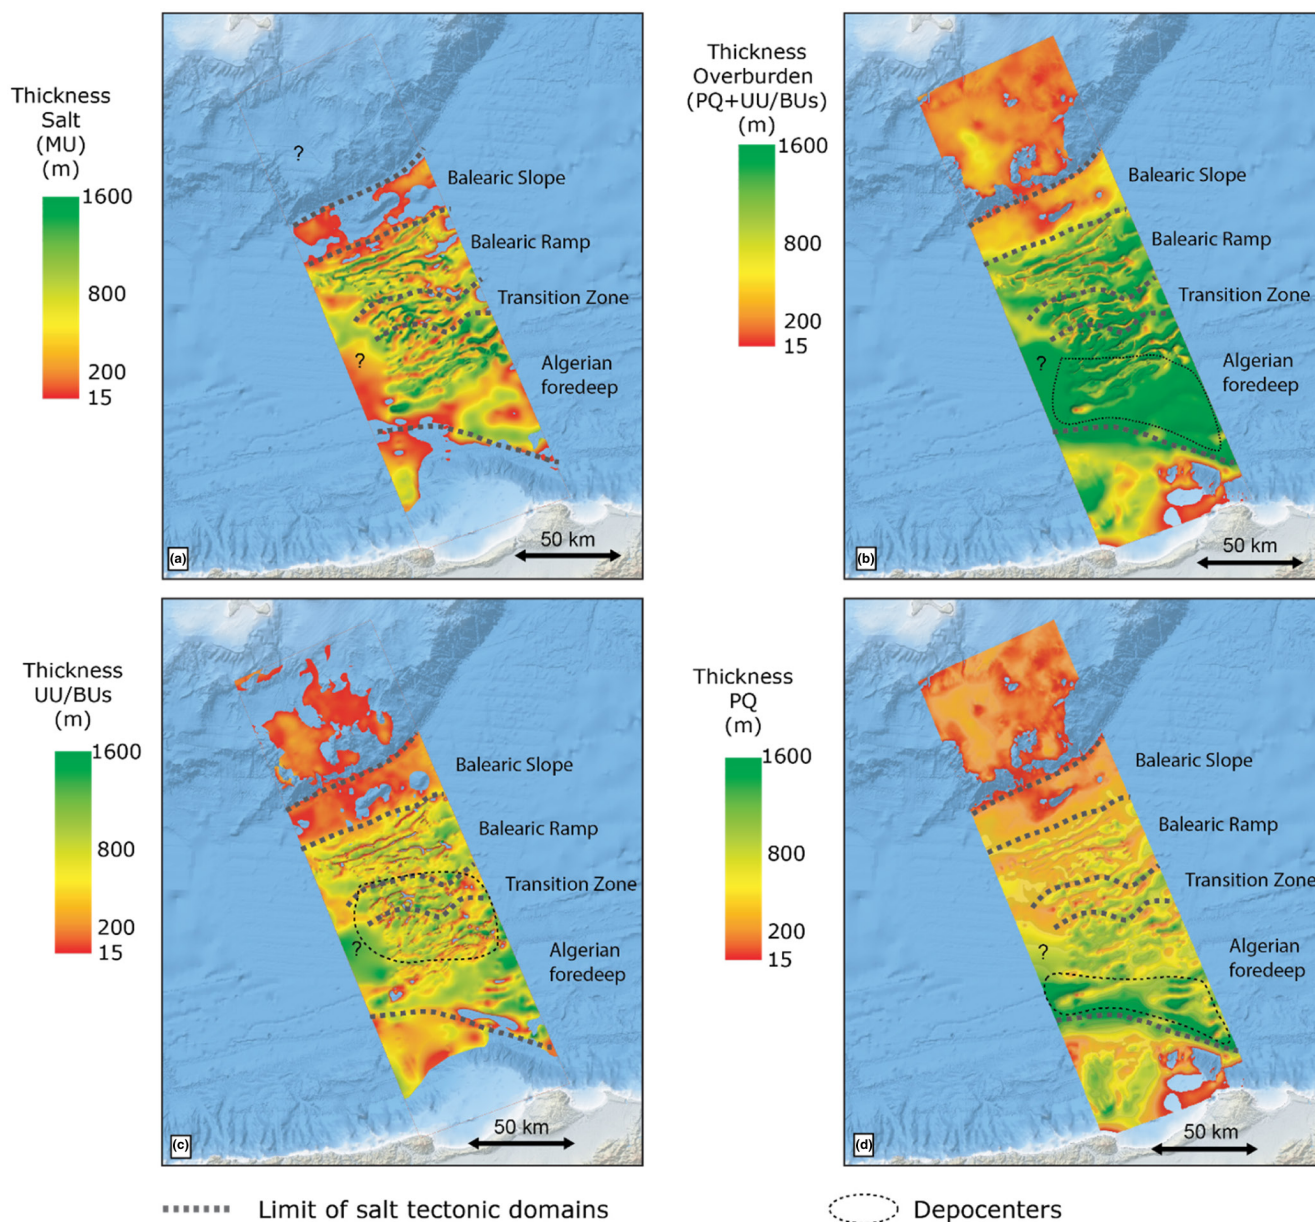 Thickness
Salt
(MU)
(m)
1600
800
200
15
?
Balearic Slope
Balearic Ramp
Transition Zone
?
Algerian
foredeep
50 km
(a)
Thickness
Overburden
(PQ+UU/BUs)
(m)
1600
800
200
15
Balearic Slope
Balearic Ramp
Transition Zone
?
Algerian
foredeep
50 km
(b)
Thickness
UU/BUs
(m)
1600
800
200
15
Balearic Slope
Balearic Ramp
Transition Zone
?
Algerian
foredeep
50 km
(c)
Thickness
PQ
(m)
1600
800
200
15
Balearic Slope
Balearic Ramp
Transition Zone
?
Algerian
foredeep
50 km
(d)
Limit of salt tectonic domains
Depocenters